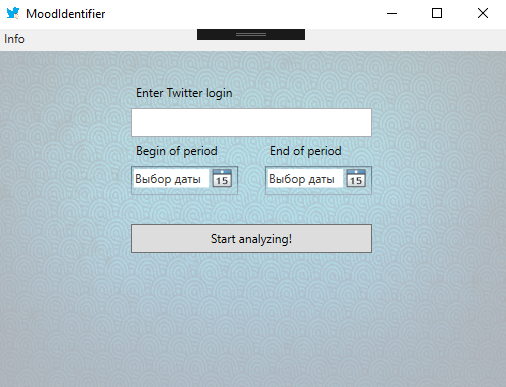 MoodIdentifier
Info
Enter Twitter login
Begin of period End of period
Выбор даты 15 Выбор даты 15
Start analyzing!